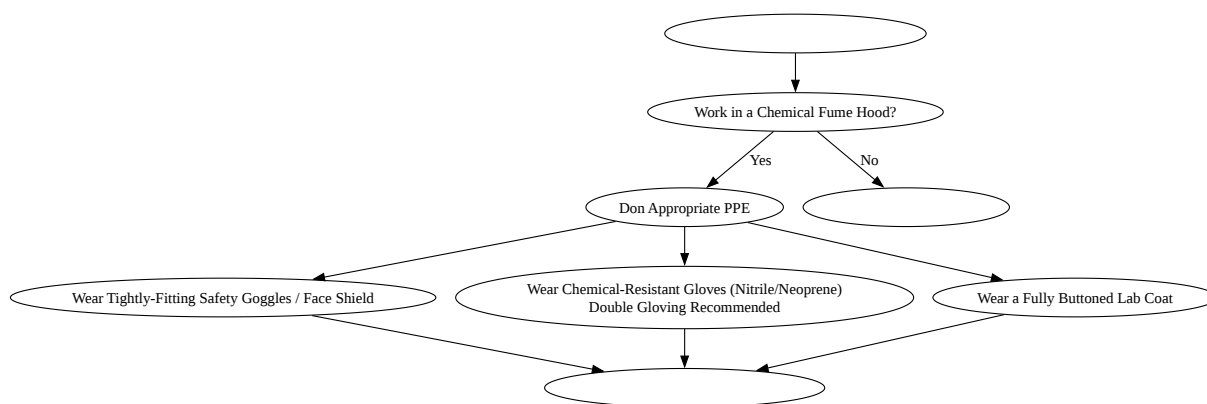 Work in a Chemical Fume Hood?
Yes
No
Don Appropriate PPE
Wear Tightly-Fitting Safety Goggles / Face Shield
Wear Chemical-Resistant Gloves (Nitrile/Neoprene)
Double Gloving Recommended
Wear a Fully Buttoned Lab Coat